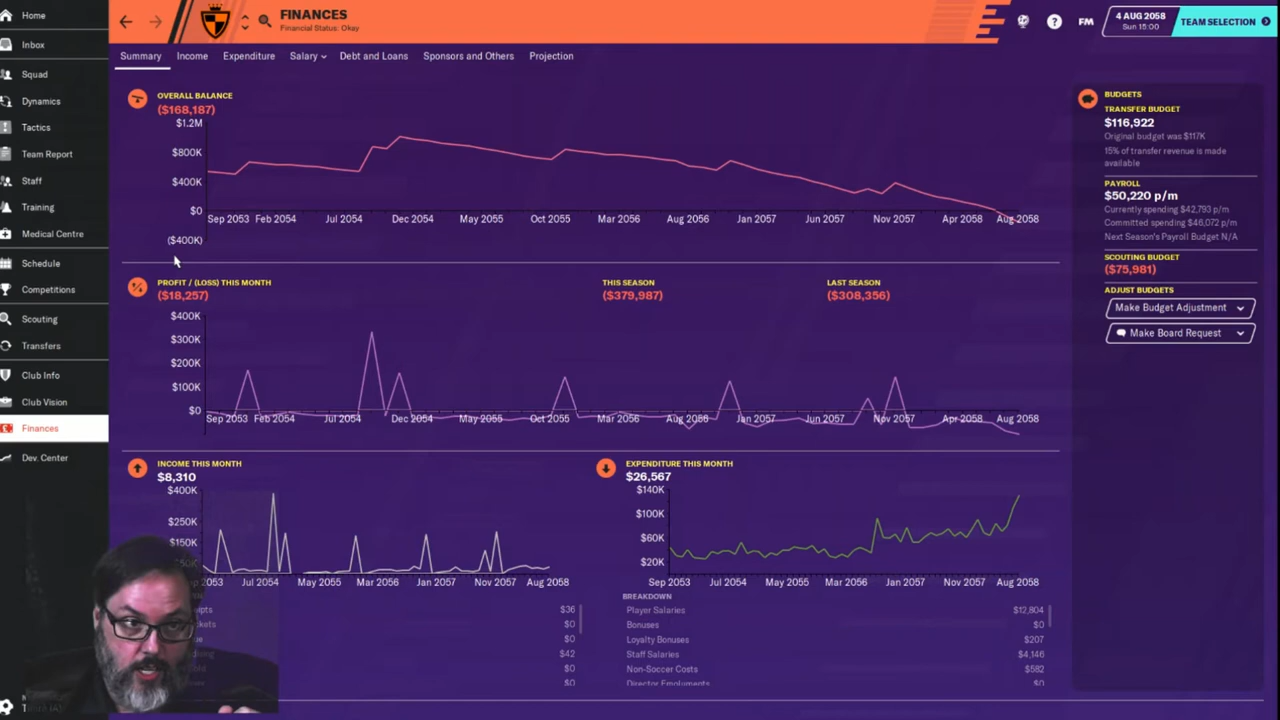 Home
Inbox
Squad
Dynamics
Tactics
Team Report
Staff
Training
Medical Centre
Schedule
Competitions
Scouting
Transfers
Club Info
Club Vision
Finances
Dev. Center
FINANCES
Financial Status: Okay
FM
4 AUG 2058
Sun 15:00
TEAM SELECTION
Summary
Income
Expenditure
Salary
Debt and Loans
Sponsors and Others
Projection
OVERALL BALANCE
($168,187)
$1.2M
$800K
$400K
$0
($400K)
Sep 2053 Feb 2054 Jul 2054 Dec 2054 May 2055 Oct 2055 Mar 2056 Aug 2056 Jan 2057 Jun 2057 Nov 2057 Apr 2058 Aug 2058
PROFIT / (LOSS) THIS MONTH
($18,257)
THIS SEASON
($379,987)
LAST SEASON
($308,356)
$400K
$300K
$200K
$100K
$0
Sep 2053 Feb 2054 Jul 2054 Dec 2054 May 2055 Oct 2055 Mar 2056 Aug 2056 Jan 2057 Jun 2057 Nov 2057 Apr 2058 Aug 2058
INCOME THIS MONTH
$8,310
$400K
$250K
$150K
2053 Jul 2054 May 2055 Mar 2056 Jan 2057 Nov 2057 Aug 2058
$36
$0
$0
$42
$0
$0
EXPENDITURE THIS MONTH
$26,567
$140K
$100K
$60K
$20K
Sep 2053 Jul 2054 May 2055 Mar 2056 Jan 2057 Nov 2057 Aug 2058
BREAKDOWN
Player Salaries $12,804
Bonuses $0
Loyalty Bonuses $207
Staff Salaries $4,146
Non-Soccer Costs $582
Director Emoluments $0
BUDGETS
TRANSFER BUDGET
$116,922
Original budget was $117K
15% of transfer revenue is made
available
PAYROLL
$50,220 p/m
Currently spending $42,793 p/m
Committed spending $46,072 p/m
Next Season's Payroll Budget N/A
SCOUTING BUDGET
($75,981)
ADJUST BUDGETS
Make Budget Adjustment
Make Board Request